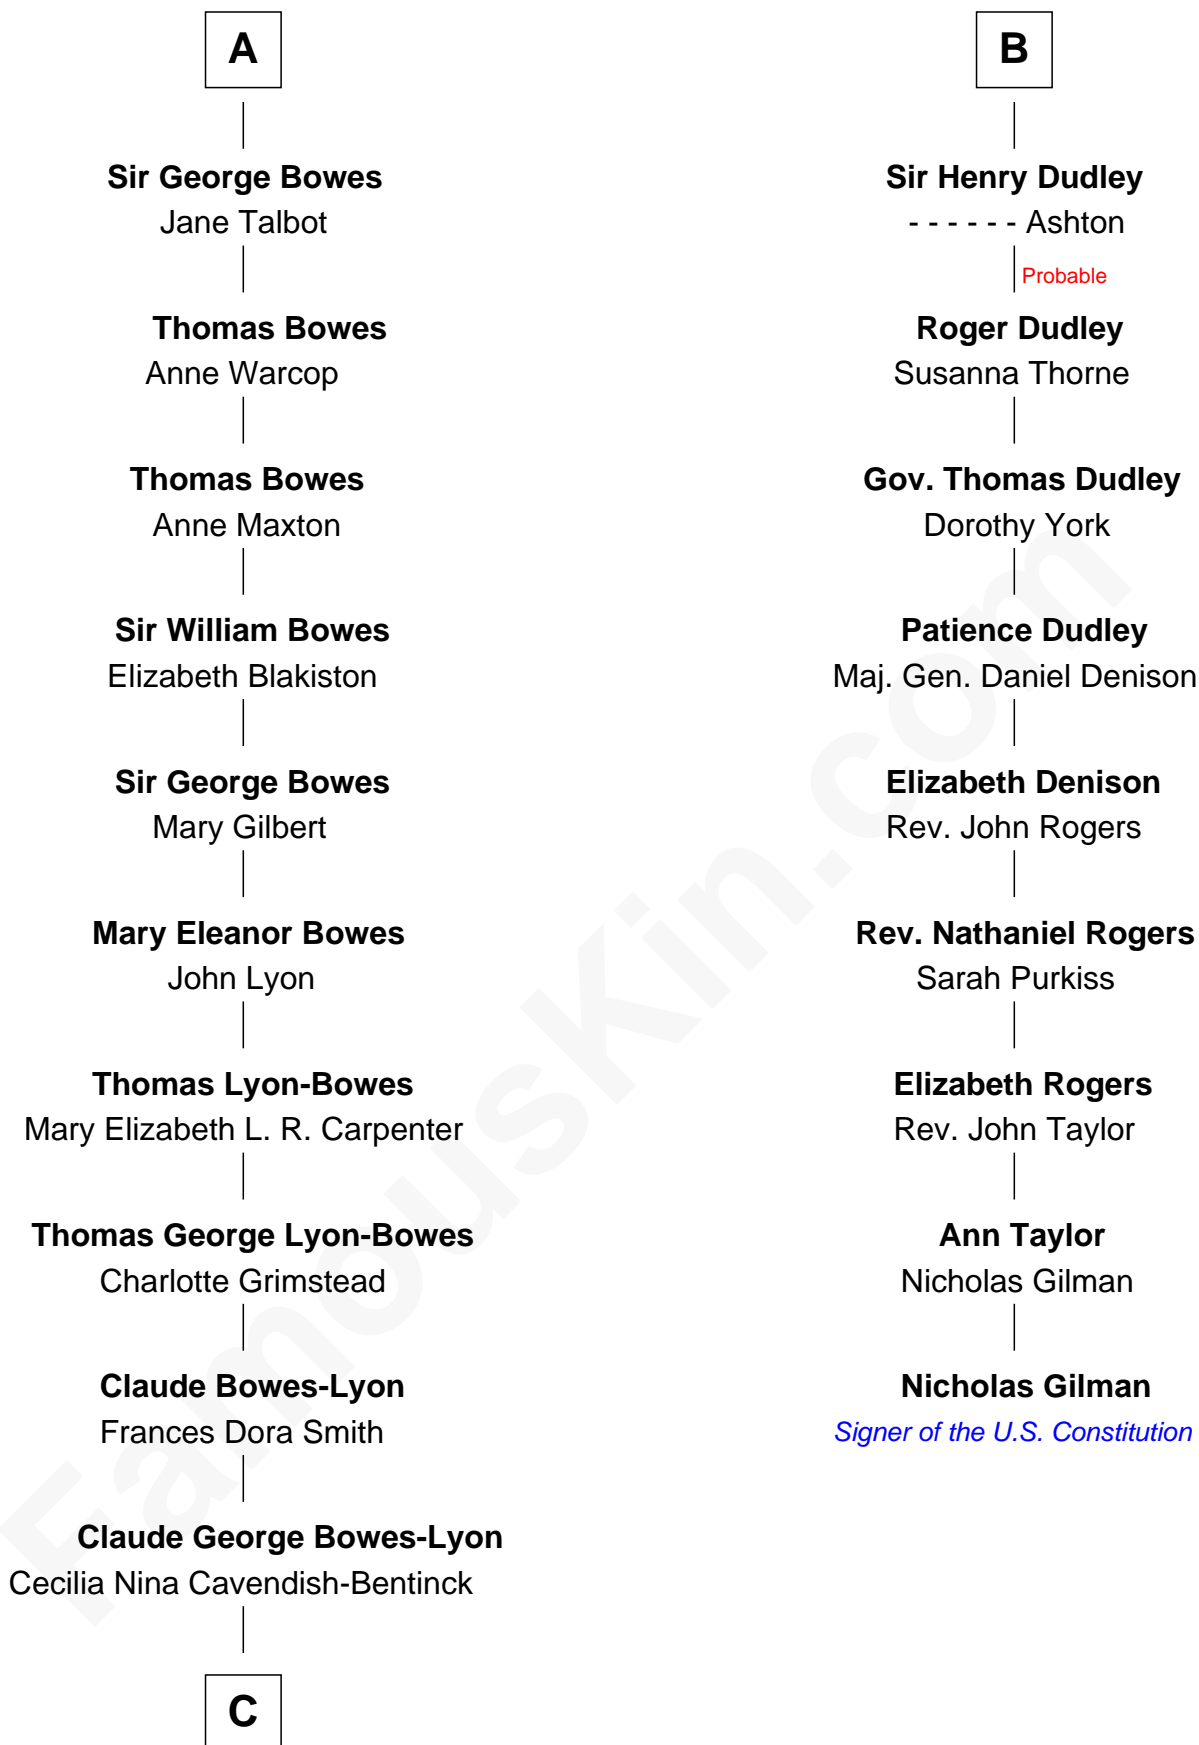 A
Sir George Bowes
Jane Talbot
Thomas Bowes
Anne Warcop
Thomas Bowes
Anne Maxton
Sir William Bowes
Elizabeth Blakiston
Sir George Bowes
Mary Gilbert
Mary Eleanor Bowes
John Lyon
Thomas Lyon-Bowes
Mary Elizabeth L. R. Carpenter
Thomas George Lyon-Bowes
Charlotte Grimstead
Claude Bowes-Lyon
Frances Dora Smith
Claude George Bowes-Lyon
Cecilia Nina Cavendish-Bentinck
C
B
Sir Henry Dudley
- - - - - - Ashton
Probable
Roger Dudley
Susanna Thorne
Gov. Thomas Dudley
Dorothy York
Patience Dudley
Maj. Gen. Daniel Denison
Elizabeth Denison
Rev. John Rogers
Rev. Nathaniel Rogers
Sarah Purkiss
Elizabeth Rogers
Rev. John Taylor
Ann Taylor
Nicholas Gilman
Nicholas Gilman
Signer of the U.S. Constitution
FamousKin.com